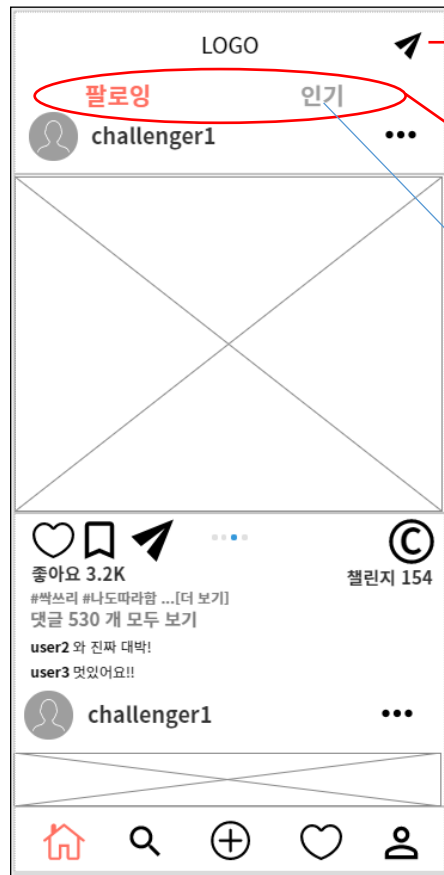 LOGO
팔로잉 인기
challenger1
좋아요 3.2K 챌린지 154
#싹쓰리 #나도따라함 ...[더 보기]
댓글 530 개 모두 보기
user2 와 진짜 대박!
user3 멋있어요!!
challenger1